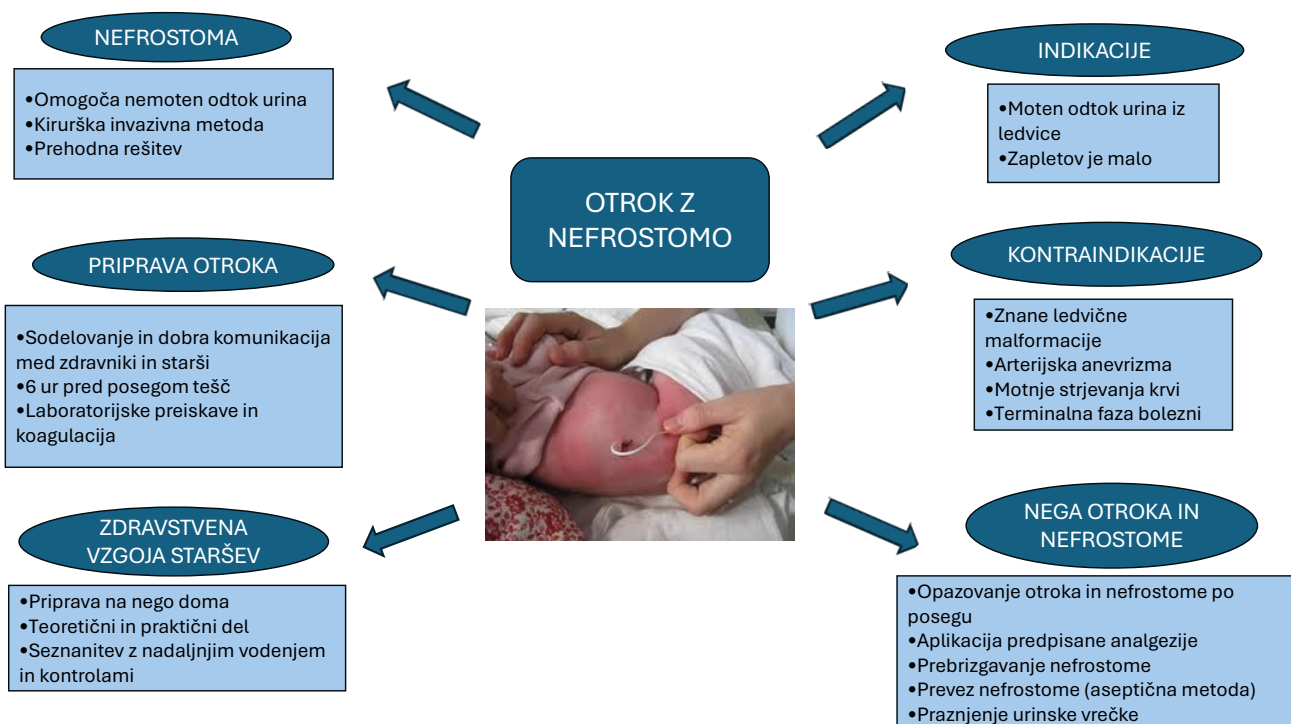 NEFROSTOMA
•Omogoča nemoten odtok urina
•Kirurška invazivna metoda
•Prehodna rešitev
INDIKACIJE
•Moten odtok urina iz
ledvice
•Zapletov je malo
OTROK Z
NEFROSTOMO
PRIPRAVA OTROKA
•Sodelovanje in dobra komunikacija
med zdravniki in starši
•6 ur pred posegom tešč
•Laboratorijske preiskave in
koagulacija
KONTRAINDIKACIJE
•Znane ledvične
malformacije
•Arterijska anevrizma
•Motnje strjevanja krvi
•Terminalna faza bolezni
ZDRAVSTVENA
VZGOJA STARŠEV
•Priprava na nego doma
•Teoretični in praktični del
•Seznanitev z nadaljnjim vodenjem
in kontrolami
NEGA OTROKA IN
NEFROSTOME
•Opazovanje otroka in nefrostome po
posegu
•Aplikacija predpisane analgezije
•Prebrizgavanje nefrostome
•Prevez nefrostome (aseptična metoda)
•Praznjenje urinske vrečke